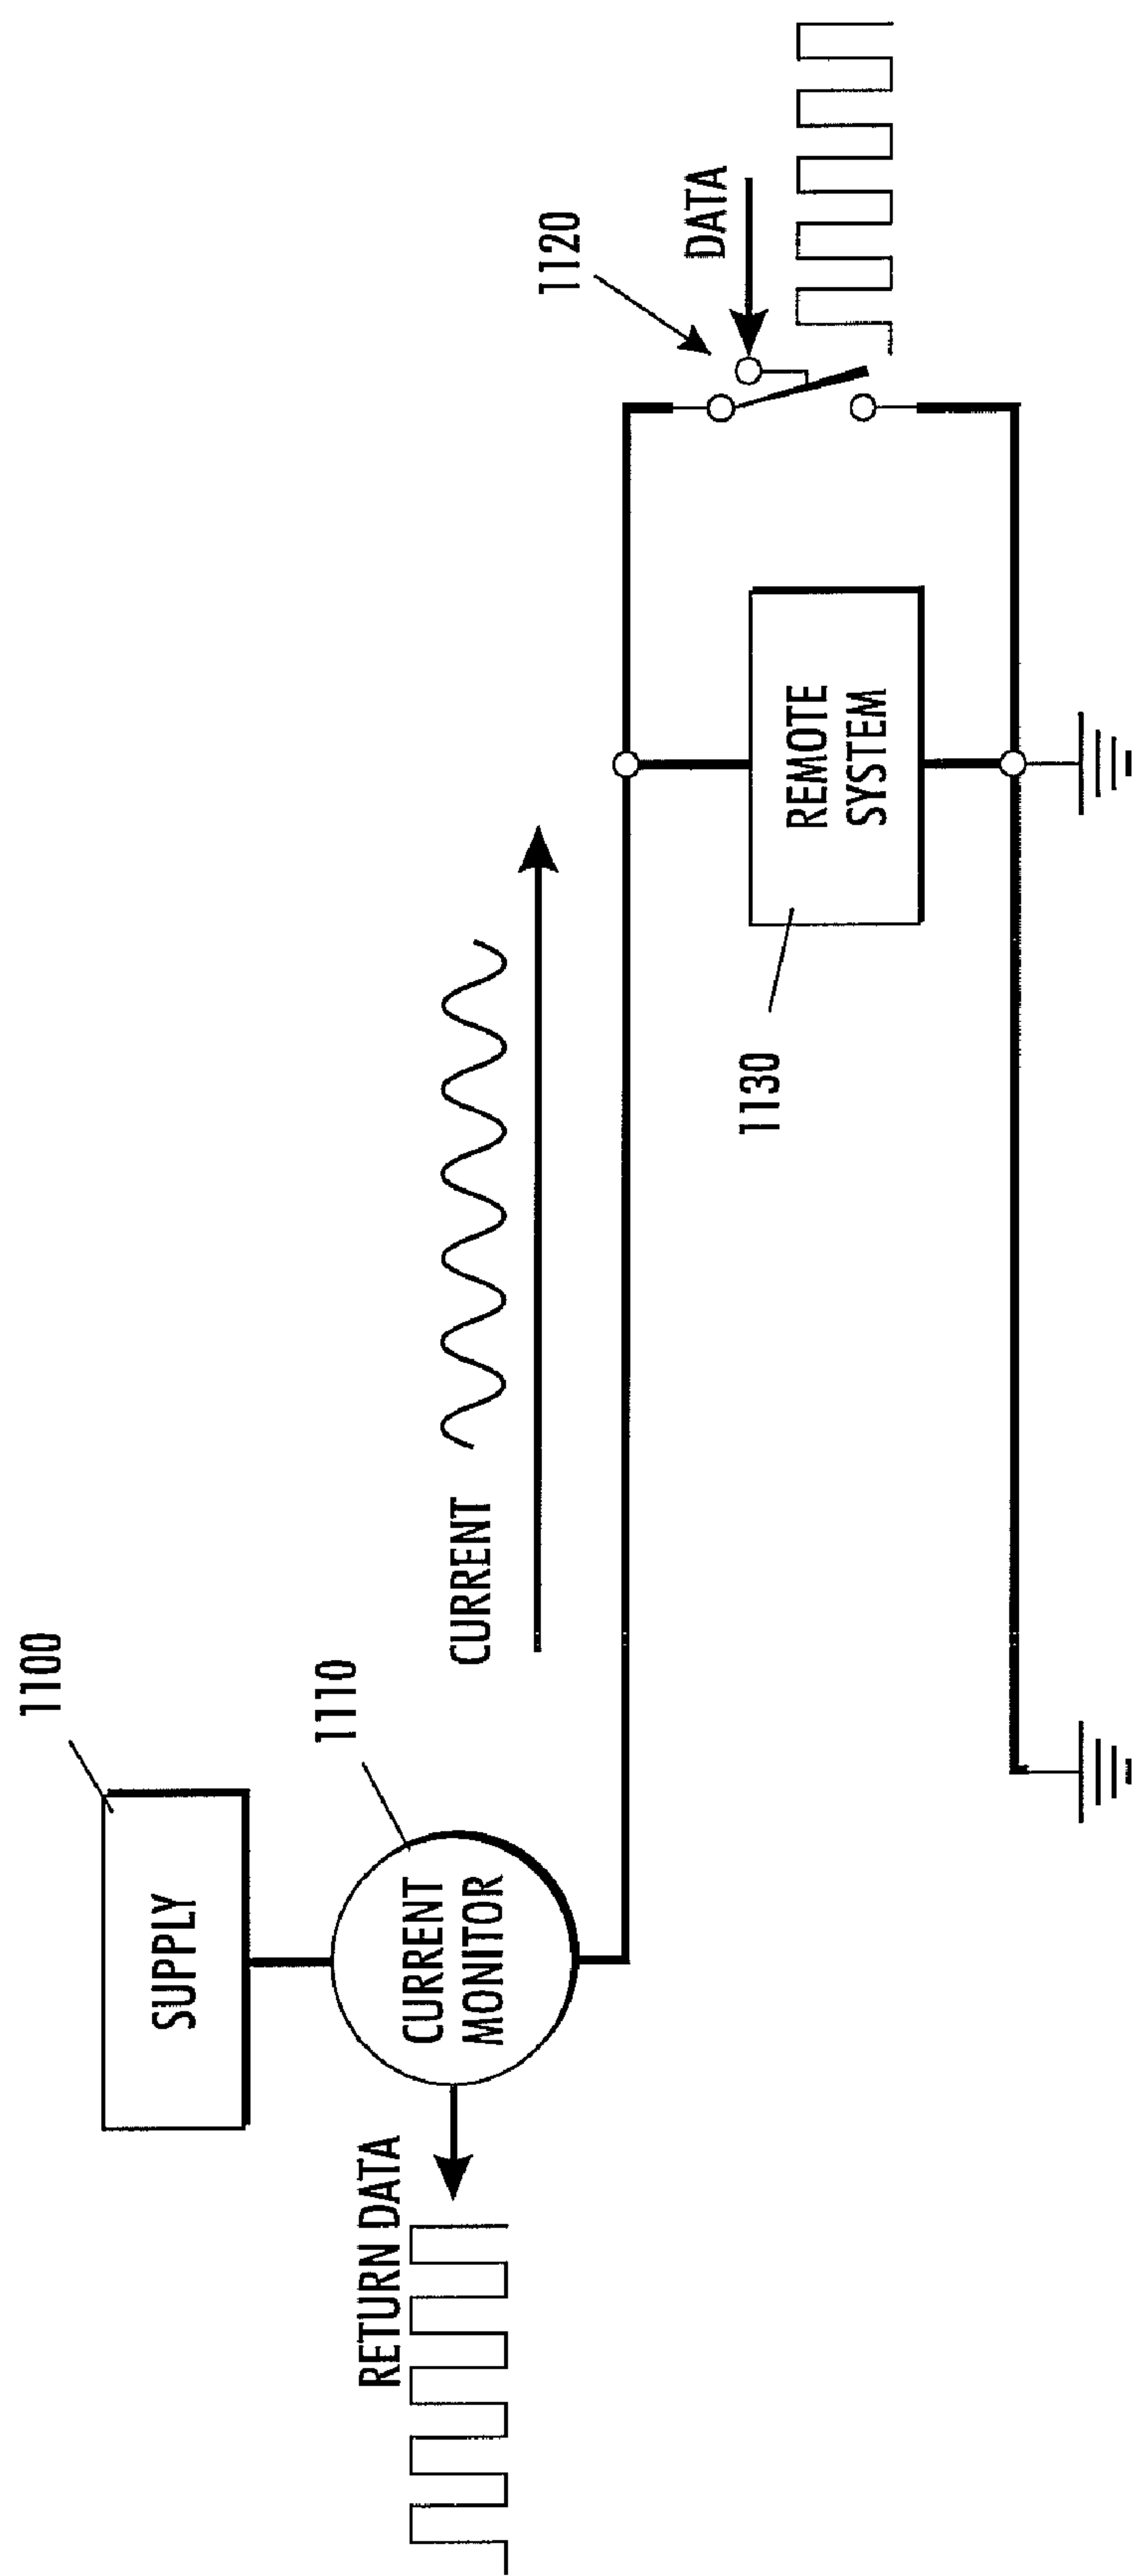 1100
SUPPLY
1110
CURRENT
MONITOR
RETURN DATA
CURRENT
1120
DATA
REMOTE
SYSTEM
1130